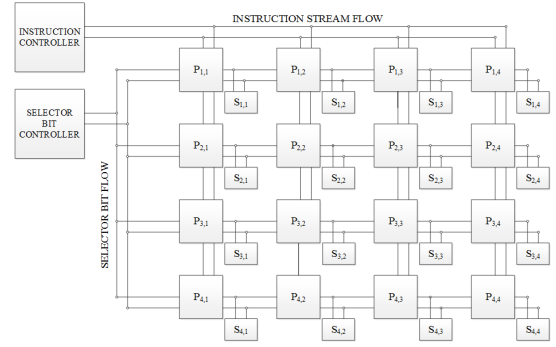 INSTRUCTION STREAM FLOW
INSTRUCTION
CONTROLLER
P1,1 P1,2 P1,3 P1,4
S1,1 S1,2 S1,3 S1,4
SELECTOR
BIT
CONTROLLER
P2,1 P2,2 P2,3 P2,4
S2,1 S2,2 S2,3 S2,4
SELECTOR BIT FLOW
P3,1 P3,2 P3,3 P3,4
S3,1 S3,2 S3,3 S3,4
P4,1 P4,2 P4,3 P4,4
S4,1 S4,2 S4,3 S4,4